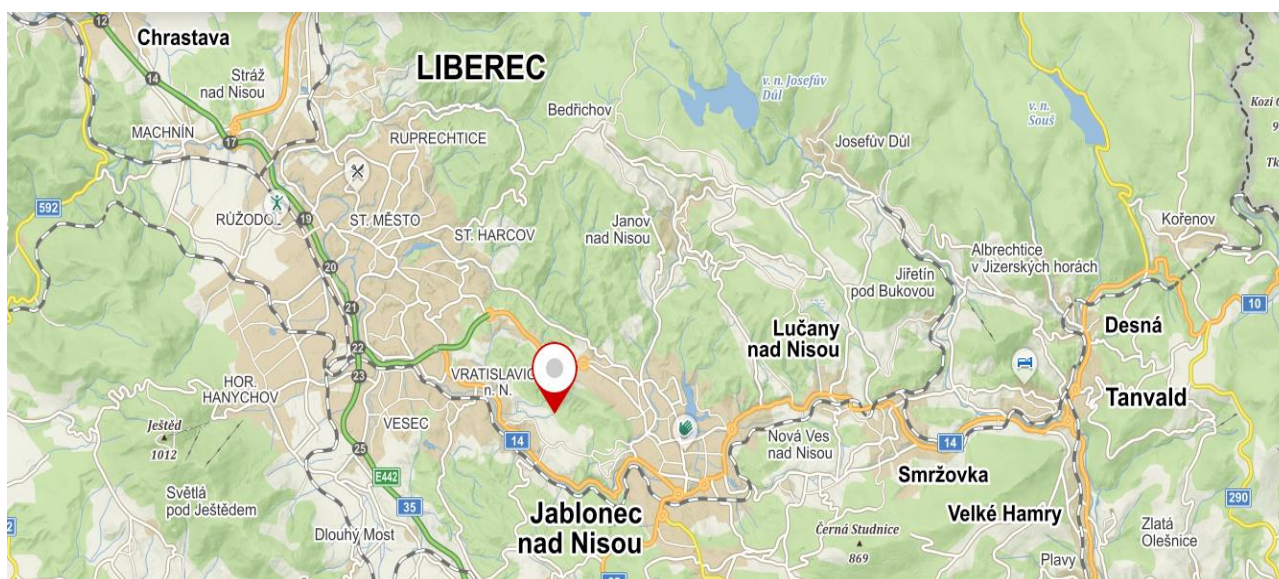 12
Chrastava
14
Stráž
nad Nisou
LIBEREC
v. n. Josefův
Důl
v. n.
Souš
Kozí
Bedřichov
MACHNÍN
17
RUPRECHTICE
Josefův Důl
592
RŮŽODOL
19
ST. MĚSTO
ST. HARCOV
Janov
nad Nisou
Kořenov
Albrechtice
v Jizerských horách
20
Jiřetín
pod Bukovou
10
21
Lučany
nad Nisou
Desná
22
23
VRATISLAVICE
n. N.
HOR.
HANYCHOV
Tanvald
Ještěd
1012
VESEC
14
Nová Ves
nad Nisou
14
25
E442
Smržovka
Světlá
pod Ještědem
35
Jablonec
nad Nisou
Velké Hamry
290
Dlouhý Most
Černá Studnice
869
Zlatá
Olešnice
Plavy